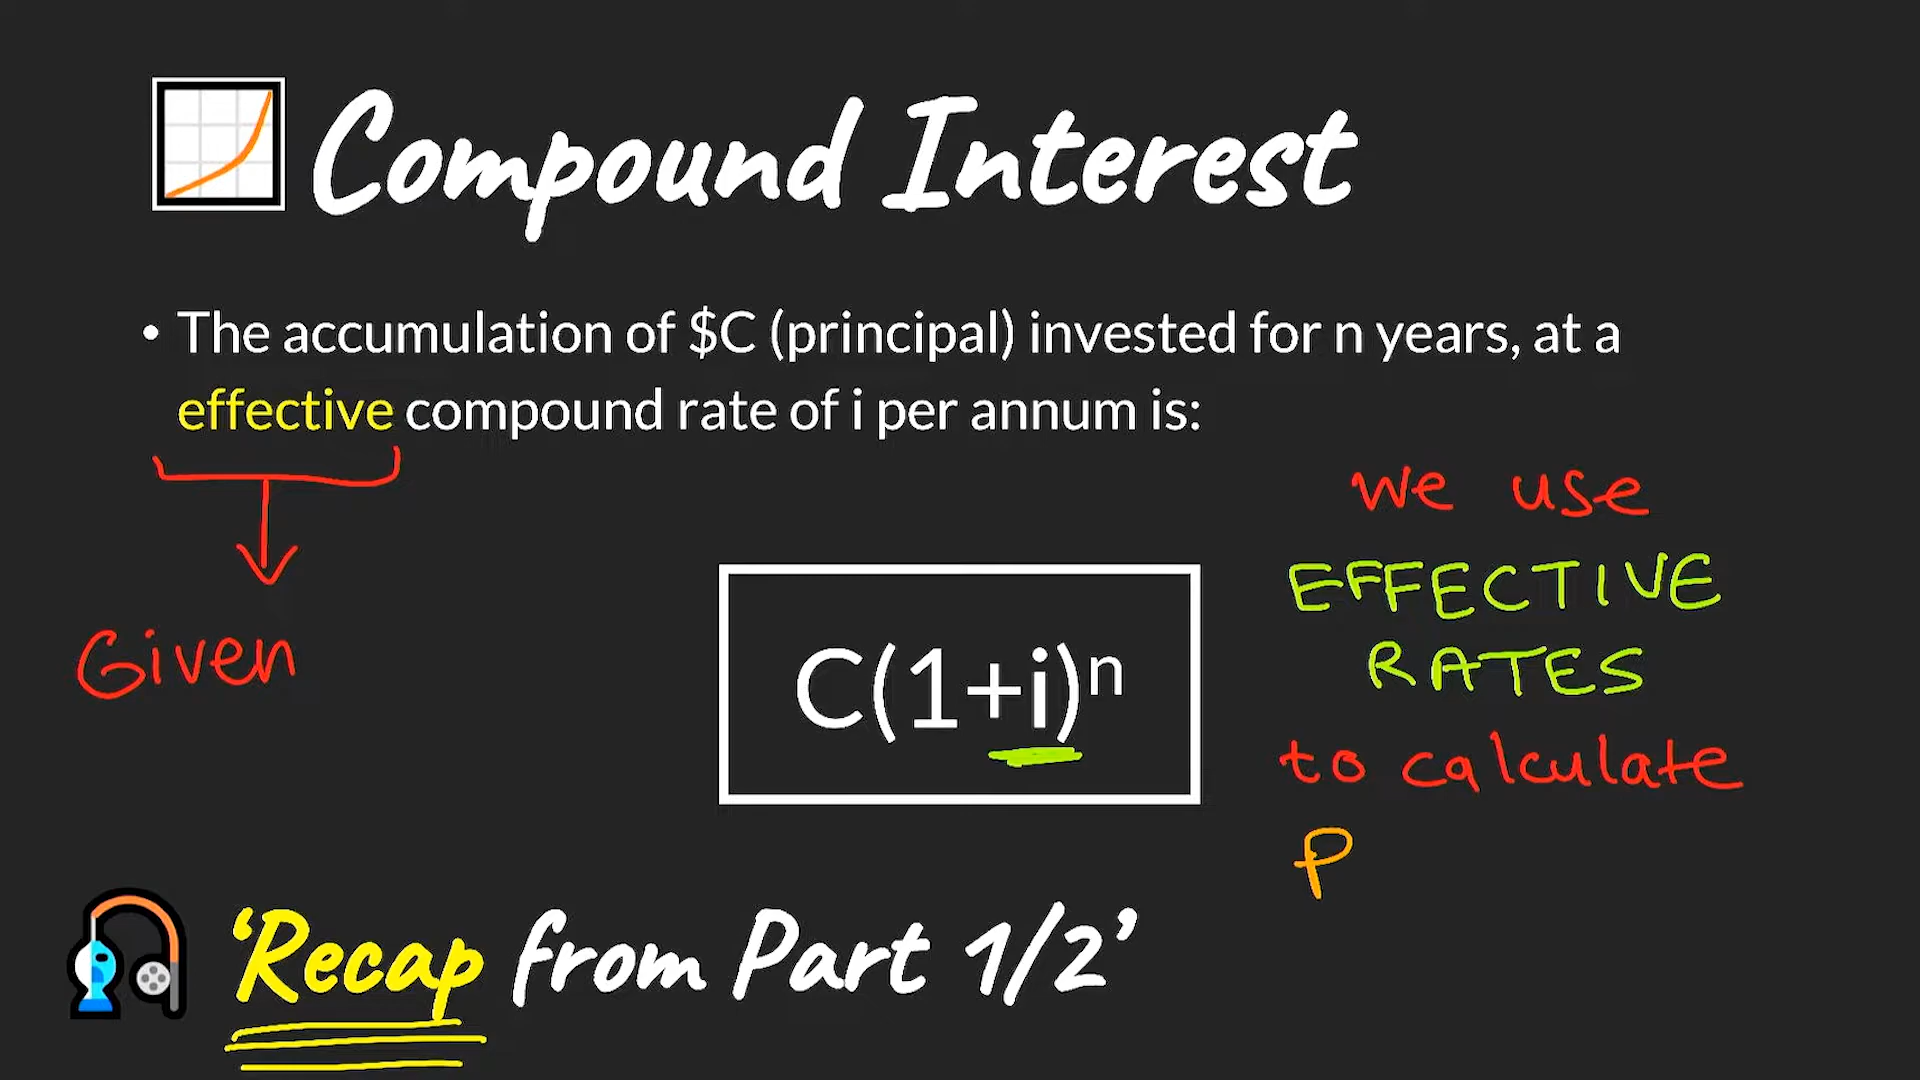 Compound Interest
• The accumulation of $C (principal) invested for n years, at a
effective compound rate of i per annum is:
Given
C(1+i)ⁿ
we use
EFFECTIVE
RATES
to calculate
P
'Recap from Part 1/2'